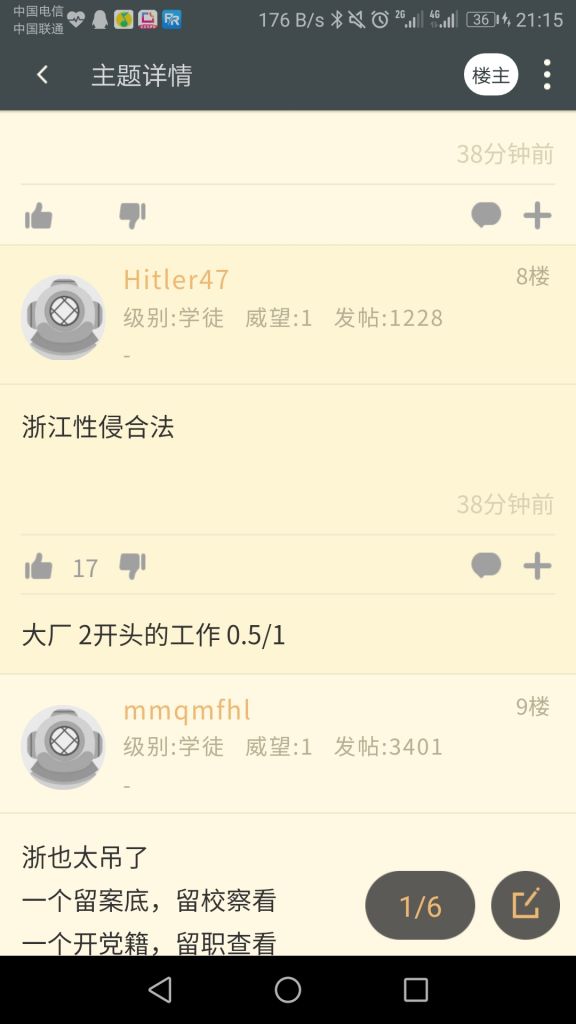 中国电信
中国联通
176 B/s
2G
4G
36
21:15
主题详情
楼主
38分钟前
Hitler47
8楼
级别:学徒 威望:1 发帖:1228
-
浙江性侵合法
38分钟前
17
大厂 2开头的工作 0.5/1
mmqmfhl
9楼
级别:学徒 威望:1 发帖:3401
-
浙也太吊了
一个留案底，留校察看
一个开党籍，留职查看
1/6